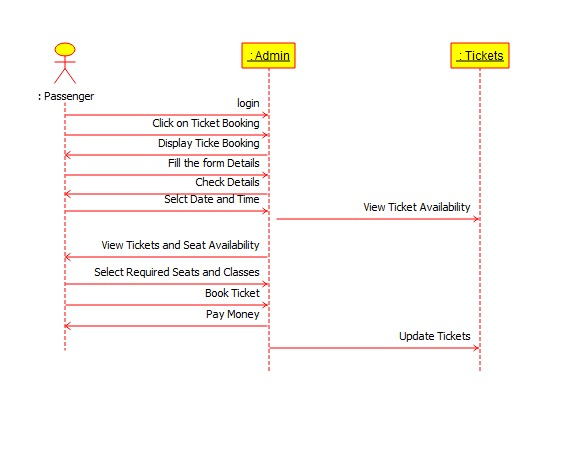 : Admin
: Tickets
: Passenger
login
Click on Ticket Booking
Display Ticke Booking
Fill the form Details
Check Details
Selct Date and Time
View Ticket Availability
View Tickets and Seat Availability
Select Required Seats and Classes
Book Ticket
Pay Money
Update Tickets